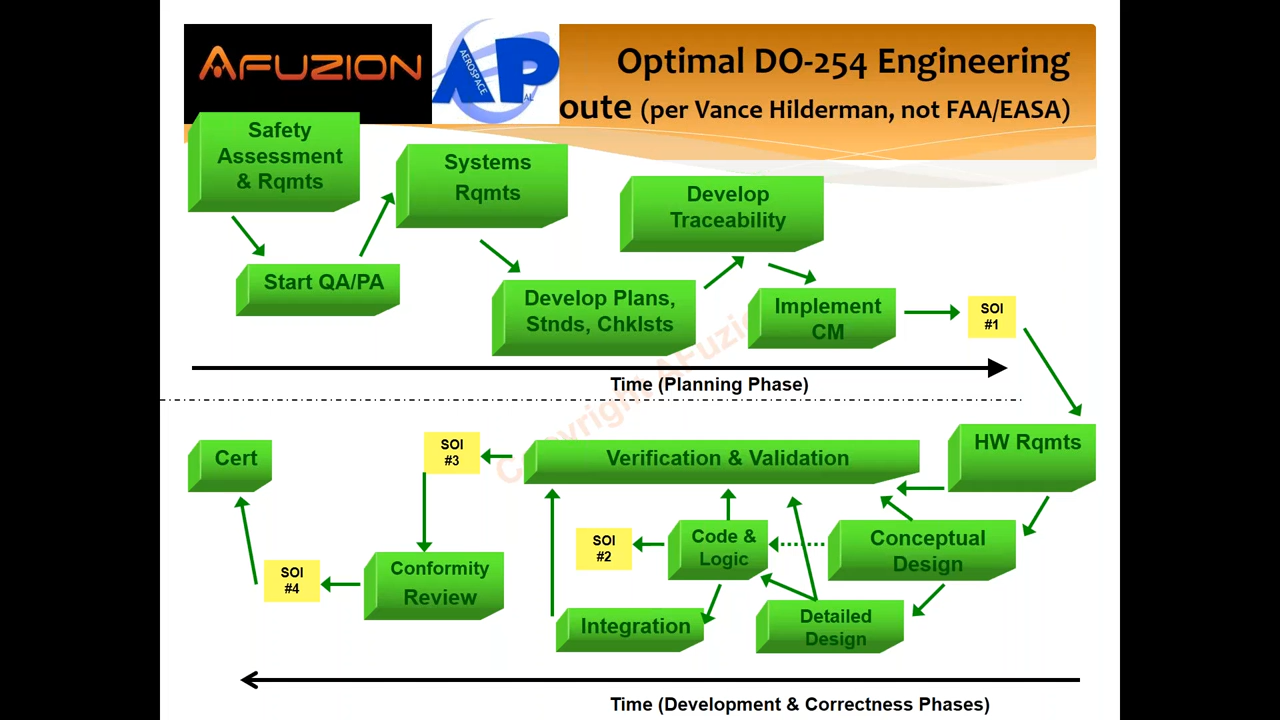 AFUZION
AEROSPACE
AP
AL
Optimal DO-254 Engineering
oute (per Vance Hilderman, not FAA/EASA)
Safety
Assessment
& Rqmts
Systems
Rqmts
Develop
Traceability
Start QA/PA
Develop Plans,
Stnds, Chklsts
Implement
CM
SOI
#1
Time (Planning Phase)
Copyright AFuzion
Cert
SOI
#3
Verification & Validation
HW Rqmts
SOI
#2
Code &
Logic
Conceptual
Design
SOI
#4
Conformity
Review
Integration
Detailed
Design
Time (Development & Correctness Phases)